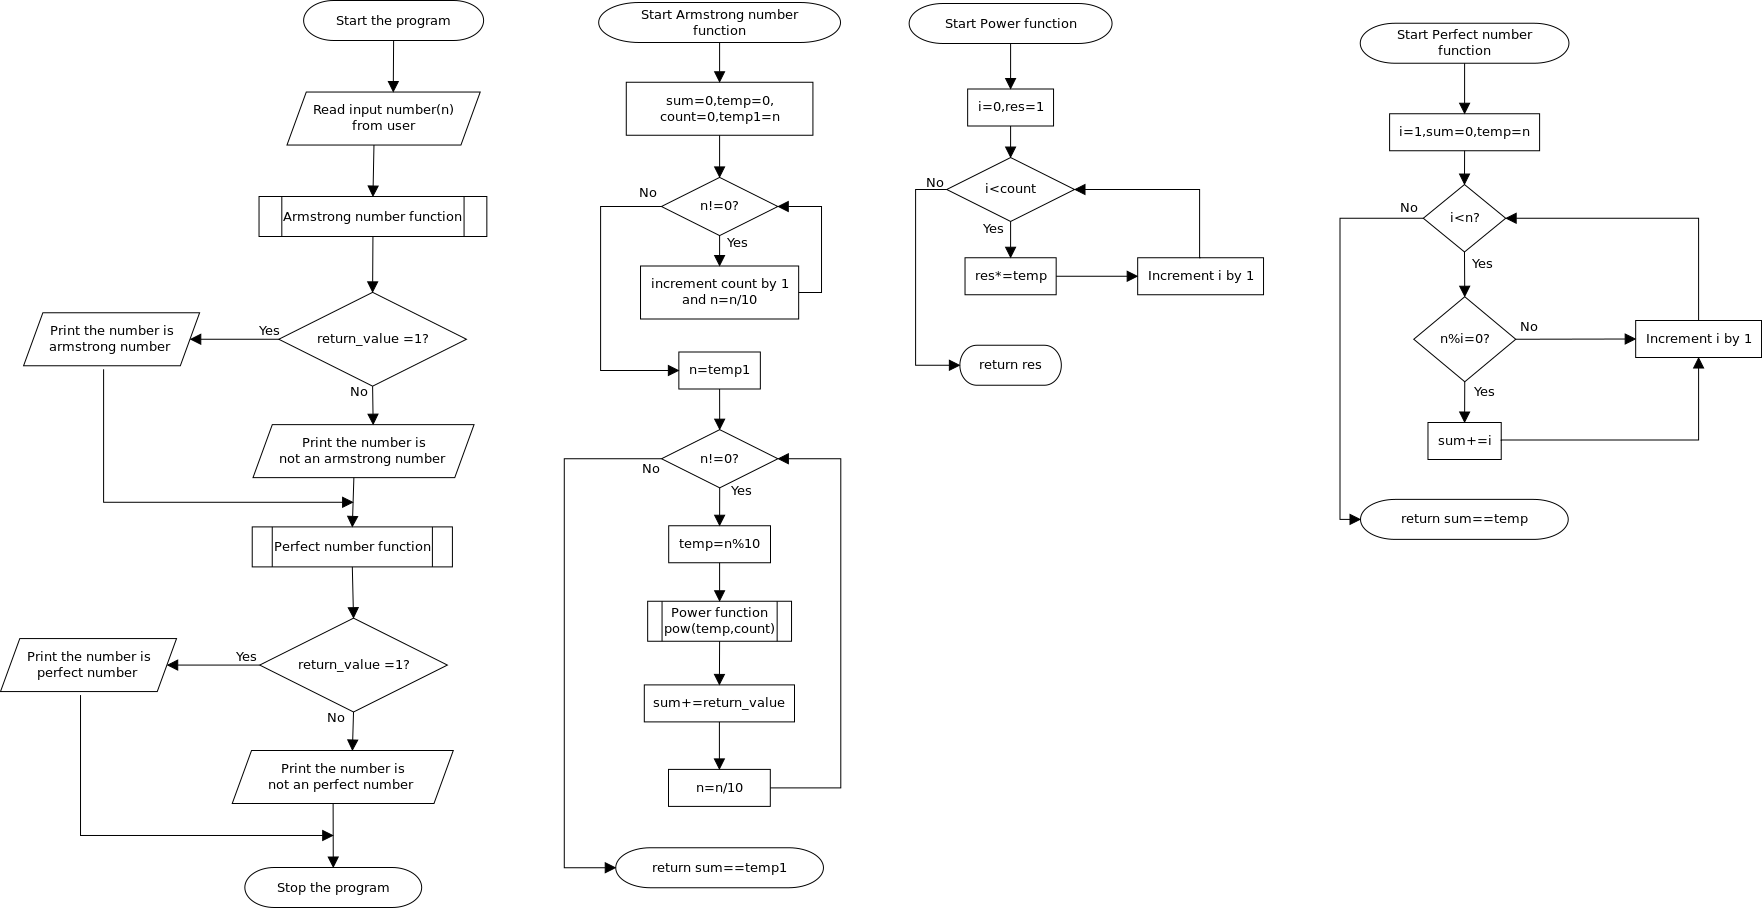 Start the program
Read input number(n)
from user
Armstrong number function
return_value =1?
Yes
Print the number is
armstrong number
No
Print the number is
not an armstrong number
Perfect number function
return_value =1?
Yes
Print the number is
perfect number
No
Print the number is
not an perfect number
Stop the program
Start Armstrong number
function
sum=0,temp=0,
count=0,temp1=n
n!=0?
No
Yes
increment count by 1
and n=n/10
n=temp1
n!=0?
No
Yes
temp=n%10
Power function
pow(temp,count)
sum+=return_value
n=n/10
return sum==temp1
Start Power function
i=0,res=1
i<count
No
Yes
res*=temp
Increment i by 1
return res
Start Perfect number
function
i=1,sum=0,temp=n
i<n?
No
Yes
n%i=0?
No
Increment i by 1
Yes
sum+=i
return sum==temp